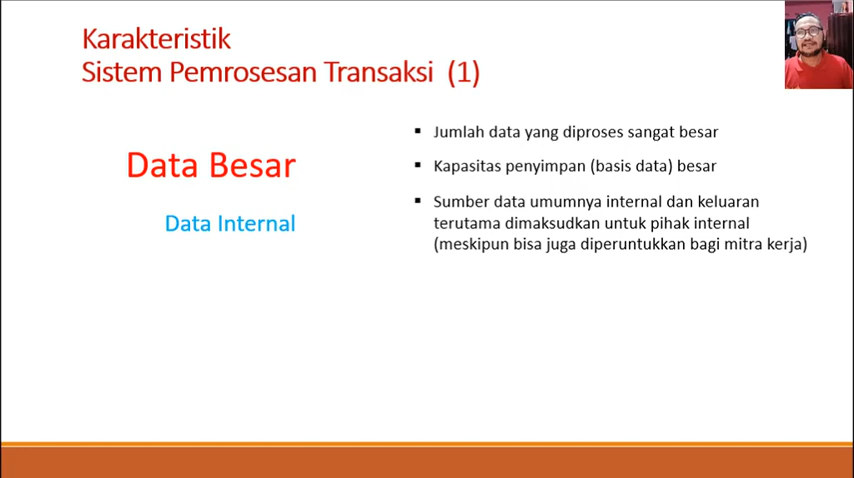 Karakteristik
Sistem Pemrosesan Transaksi (1)
Data Besar
Data Internal
▪ Jumlah data yang diproses sangat besar
▪ Kapasitas penyimpan (basis data) besar
▪ Sumber data umumnya internal dan keluaran
terutama dimaksudkan untuk pihak internal
(meskipun bisa juga diperuntukkan bagi mitra kerja)